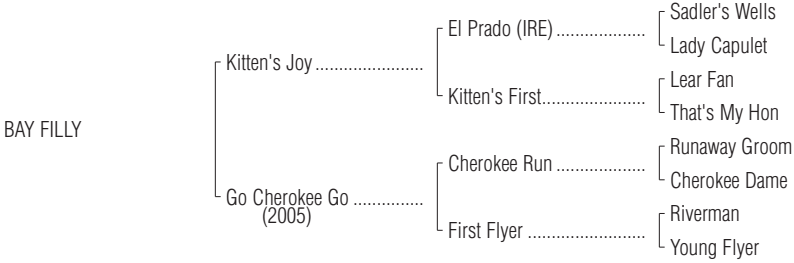 Sadler's Wells
El Prado (IRE)....................
Lady Capulet
Kitten's Joy.......................
Lear Fan
Kitten's First......................
That's My Hon
BAY FILLY
Runaway Groom
Cherokee Run ...................
Cherokee Dame
Go Cherokee Go ...............
(2005)
Riverman
First Flyer .........................
Young Flyer